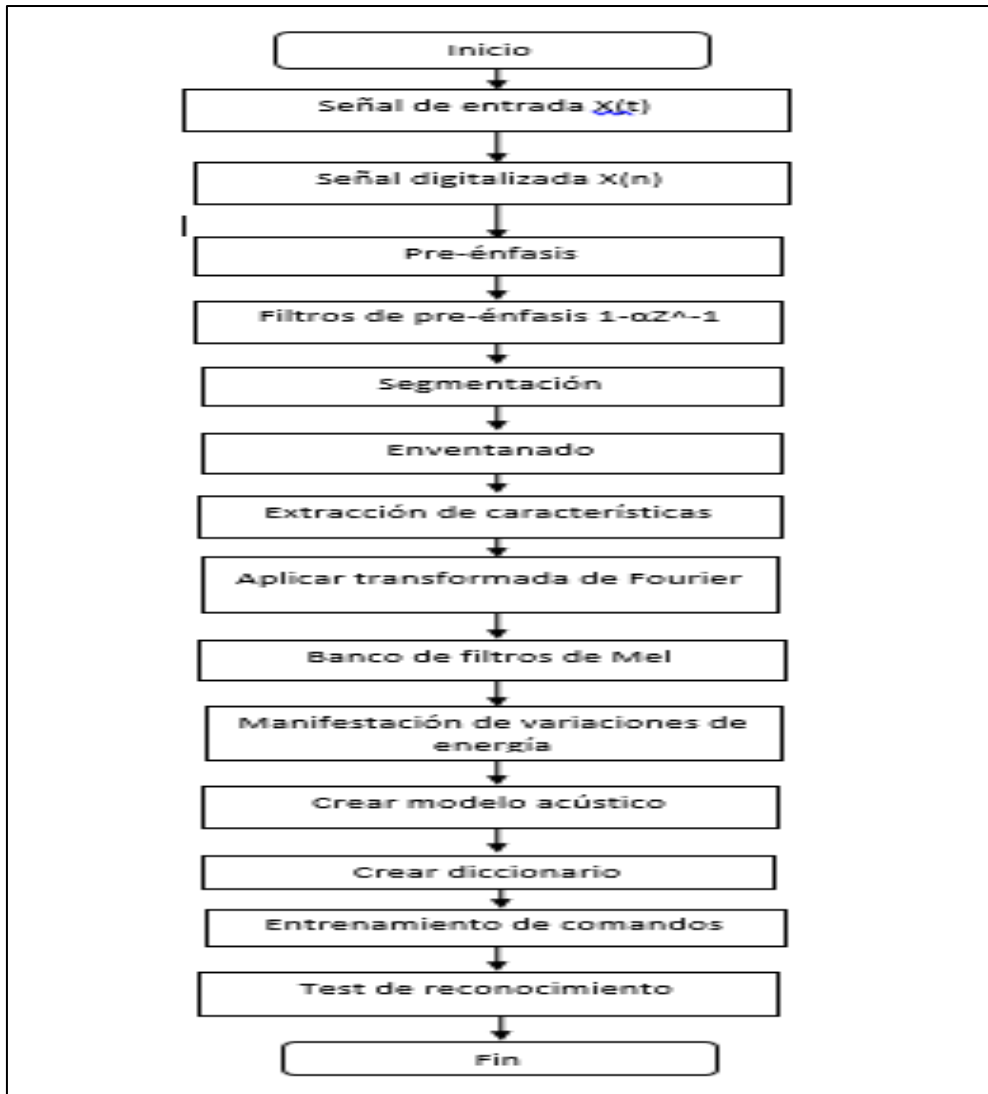 Inicio
Señal de entrada X(t)
Señal digitalizada X(n)
Pre-énfasis
Filtros de pre-énfasis 1-αZ^-1
Segmentación
Enventanado
Extracción de características
Aplicar transformada de Fourier
Banco de filtros de Mel
Manifestación de variaciones de
energía
Crear modelo acústico
Crear diccionario
Entrenamiento de comandos
Test de reconocimiento
Fin